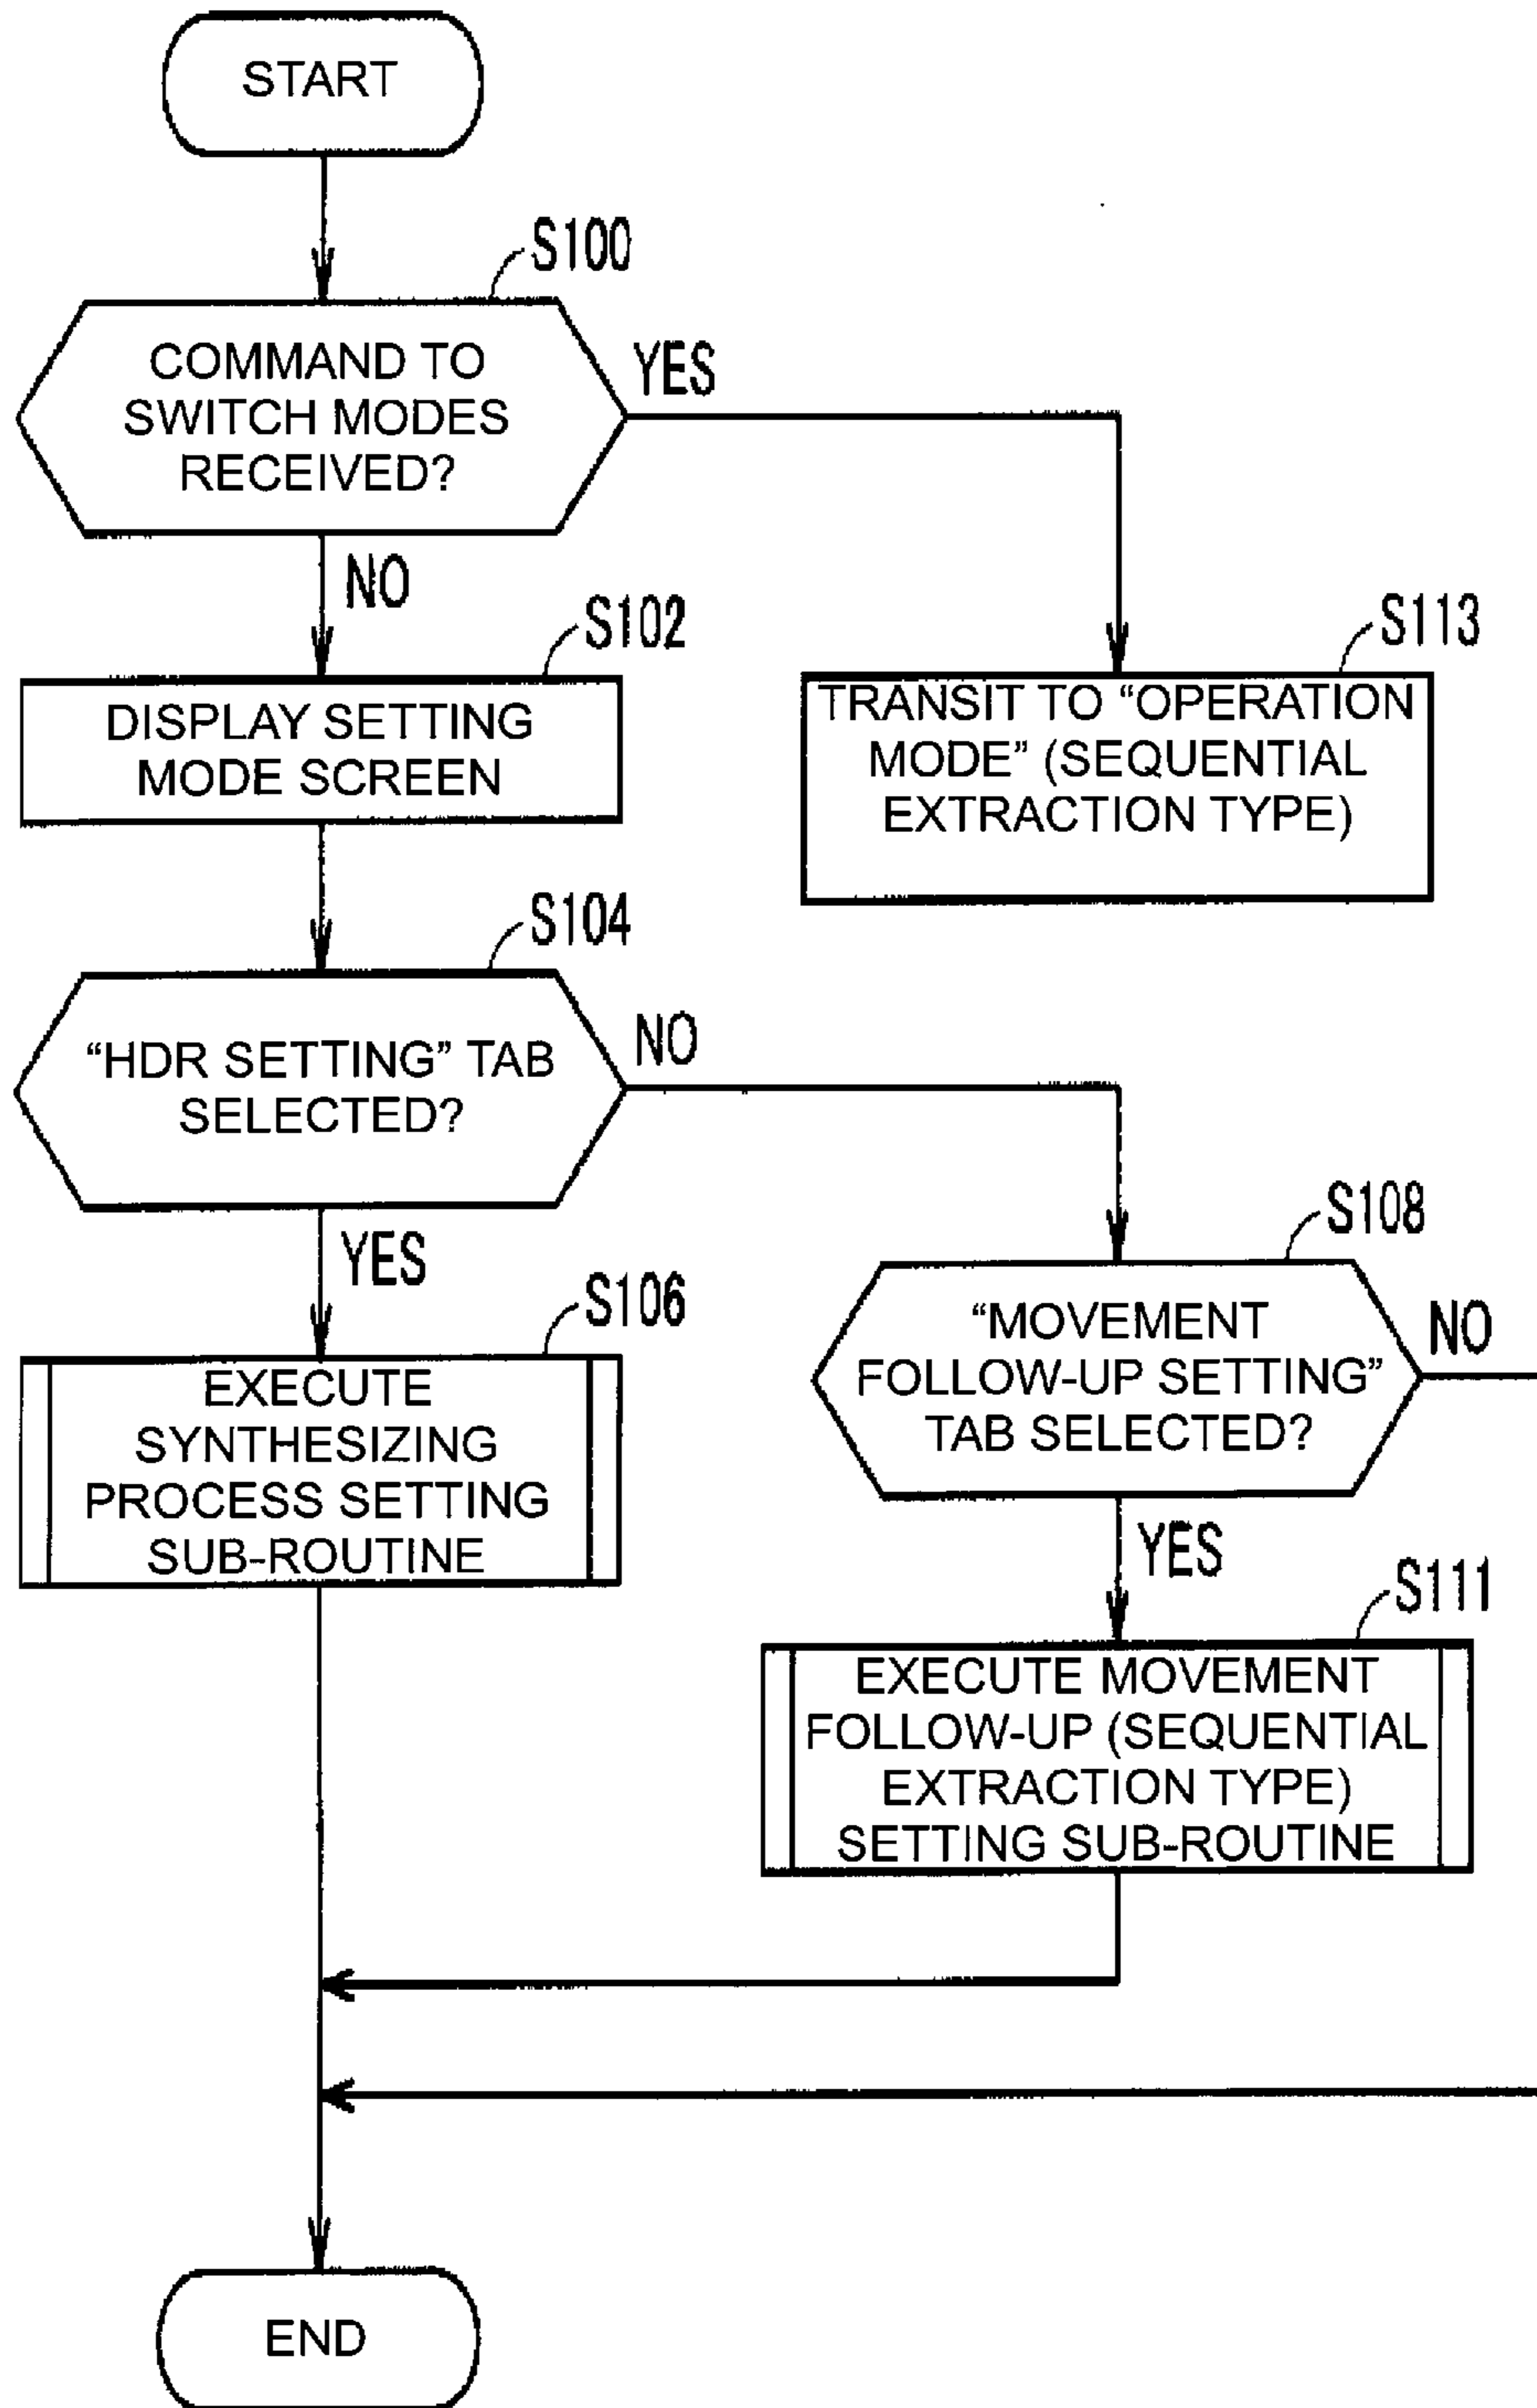 START
S100
COMMAND TO
SWITCH MODES
RECEIVED?
YES
NO
S102
DISPLAY SETTING
MODE SCREEN
S113
TRANSIT TO “OPERATION
MODE” (SEQUENTIAL
EXTRACTION TYPE)
S104
“HDR SETTING” TAB
SELECTED?
NO
YES
S106
EXECUTE
SYNTHESIZING
PROCESS SETTING
SUB-ROUTINE
S108
“MOVEMENT
FOLLOW-UP SETTING”
TAB SELECTED?
NO
YES
S111
EXECUTE MOVEMENT
FOLLOW-UP (SEQUENTIAL
EXTRACTION TYPE)
SETTING SUB-ROUTINE
END